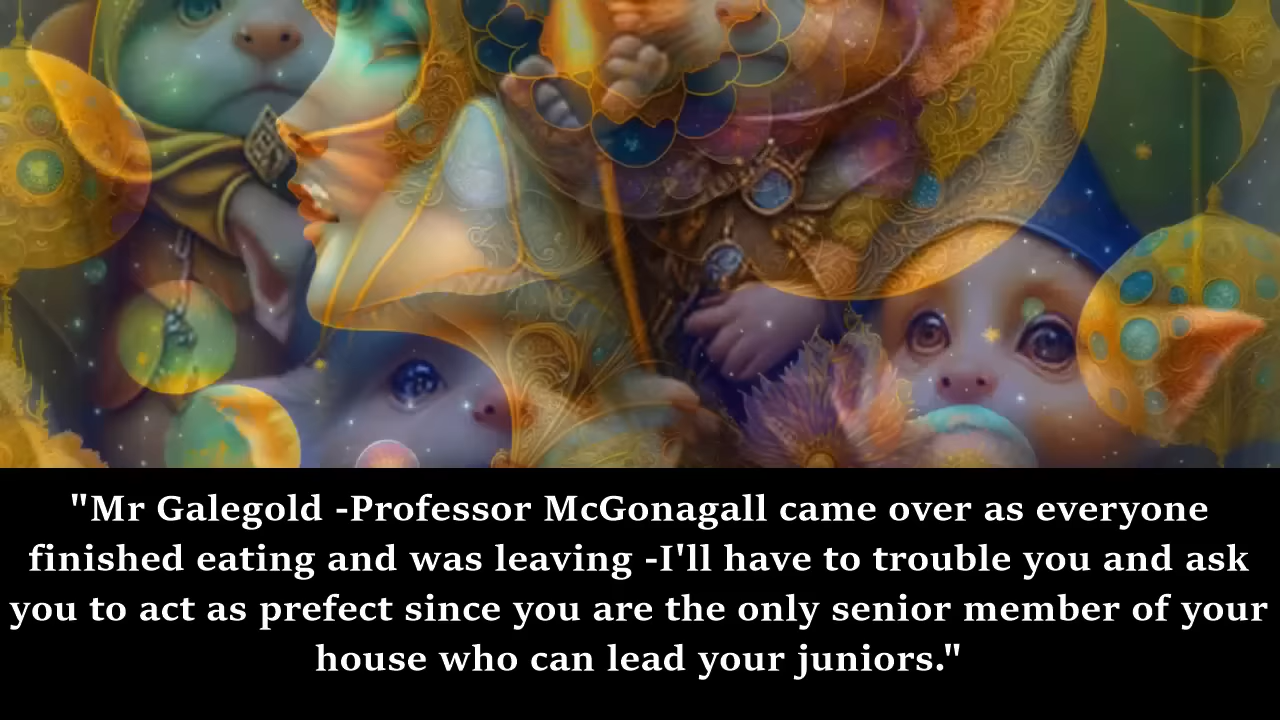 "Mr Galegold -Professor McGonagall came over as everyone
finished eating and was leaving -I'll have to trouble you and ask
you to act as prefect since you are the only senior member of your
house who can lead your juniors."